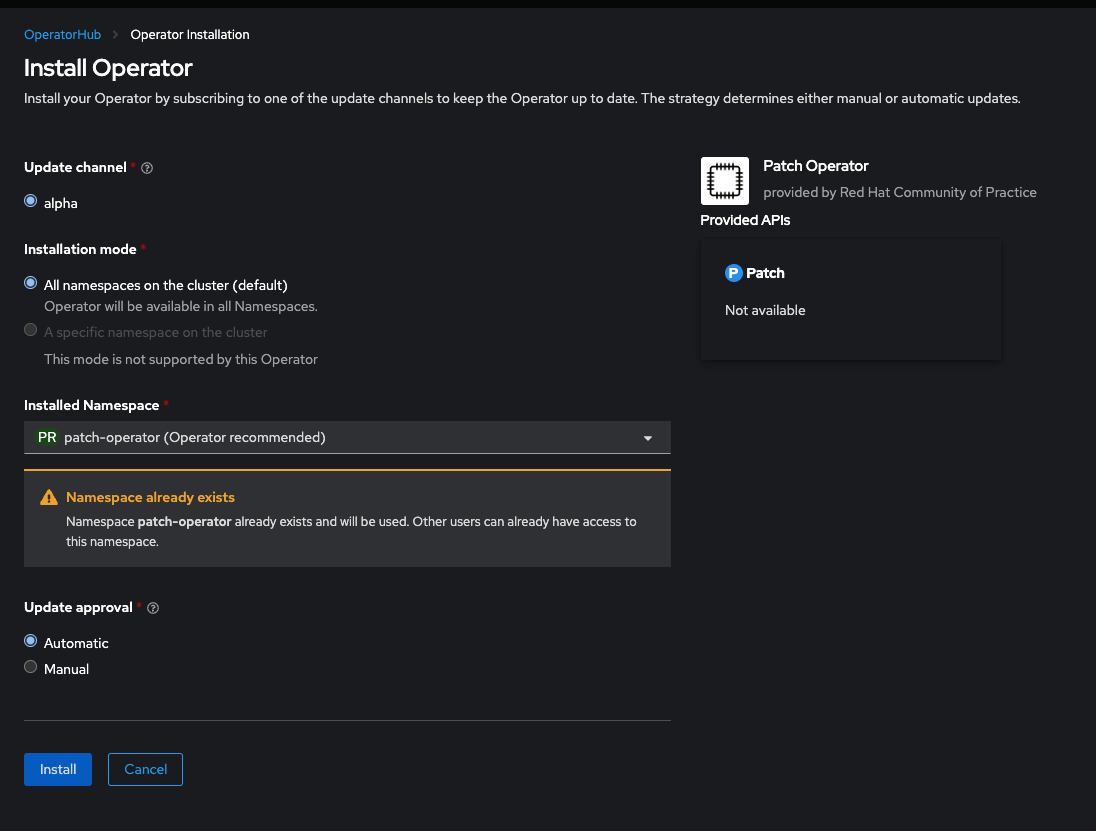 OperatorHub > Operator Installation
Install Operator
Install your Operator by subscribing to one of the update channels to keep the Operator up to date. The strategy determines either manual or automatic updates.
Update channel *
alpha
Installation mode *
All namespaces on the cluster (default)
Operator will be available in all Namespaces.
A specific namespace on the cluster
This mode is not supported by this Operator
Installed Namespace *
PR patch-operator (Operator recommended)
Namespace already exists
Namespace patch-operator already exists and will be used. Other users can already have access to
this namespace.
Update approval *
Automatic
Manual
Install Cancel
Patch Operator
provided by Red Hat Community of Practice
Provided APIs
P Patch
Not available